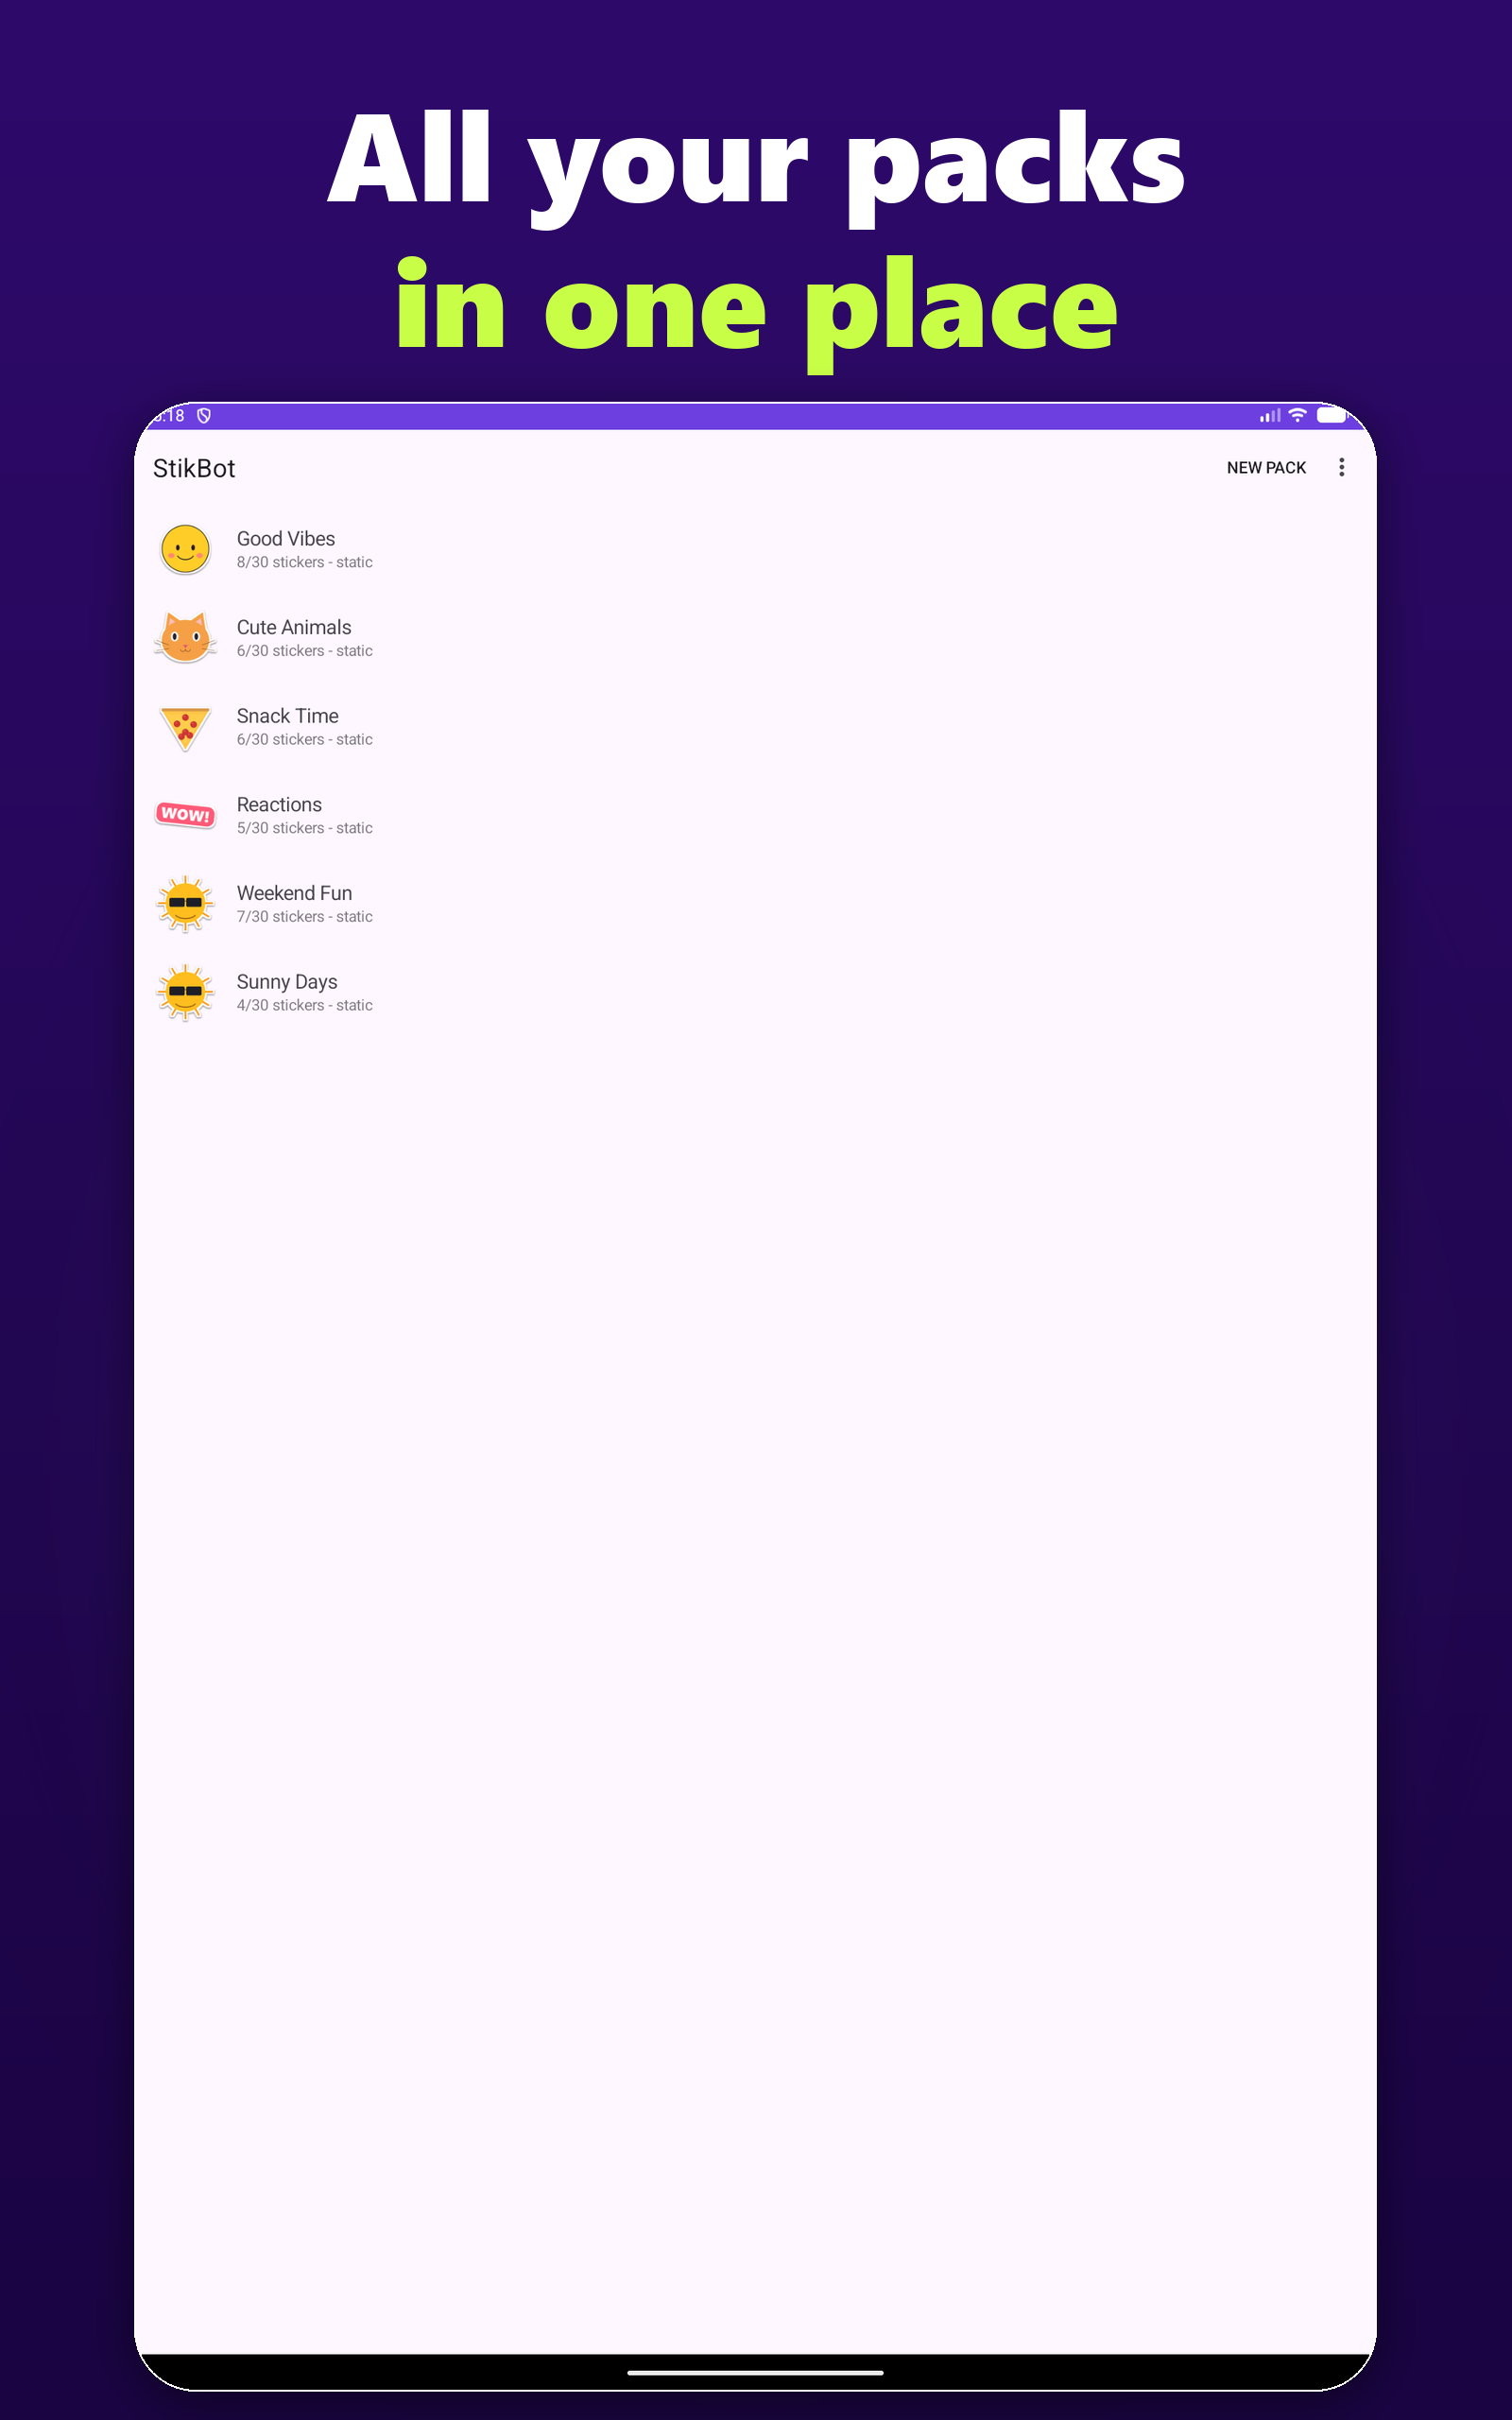 All your packs
in one place
StikBot
NEW PACK
Good Vibes
8/30 stickers - static
Cute Animals
6/30 stickers - static
Snack Time
6/30 stickers - static
WOW!
Reactions
5/30 stickers - static
Weekend Fun
7/30 stickers - static
Sunny Days
4/30 stickers - static